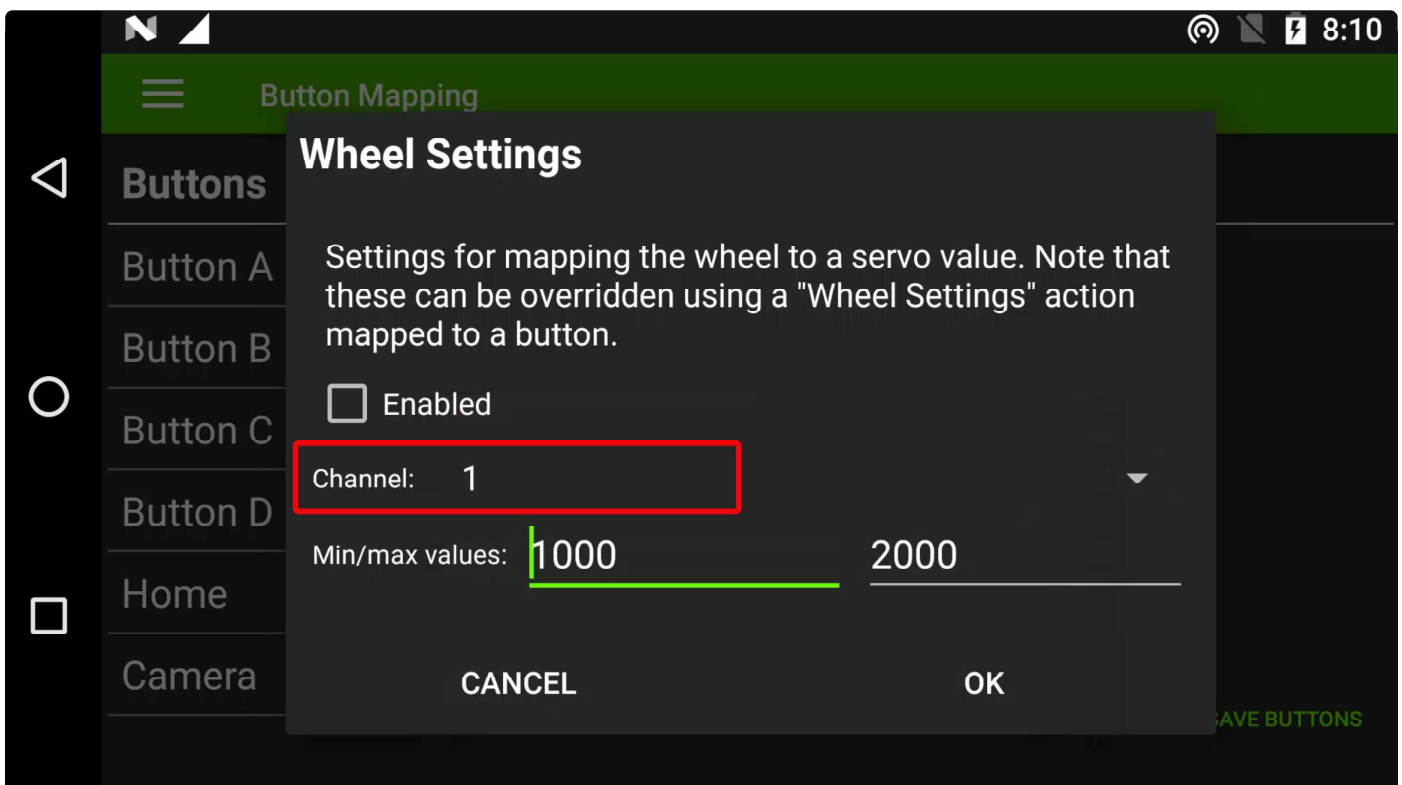 8:10
Button Mapping
Wheel Settings
Buttons
Settings for mapping the wheel to a servo value. Note that
these can be overridden using a "Wheel Settings" action
mapped to a button.
Button A
Button B
Enabled
Button C
Channel: 1
Button D
Min/max values: 1000 2000
Home
Camera
CANCEL OK
AVE BUTTONS